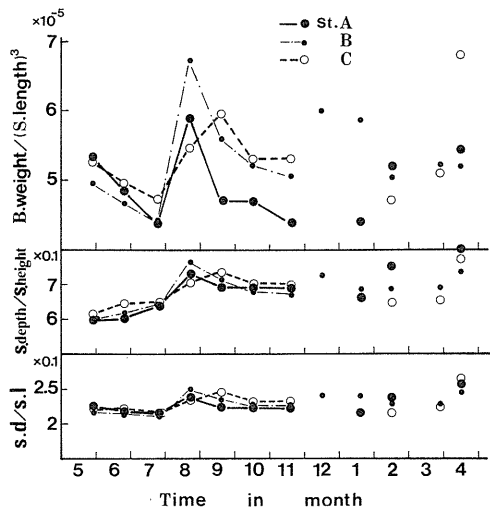 ×10⁻⁵
St. A
B
C
7
6
5
B.weight/(S.length)³
×0.1
7
6
s.depth/s.height
×0.1
2.5
2
s.d/s.l
5 6 7 8 9 10 11 12 1 2 3 4
Time in month